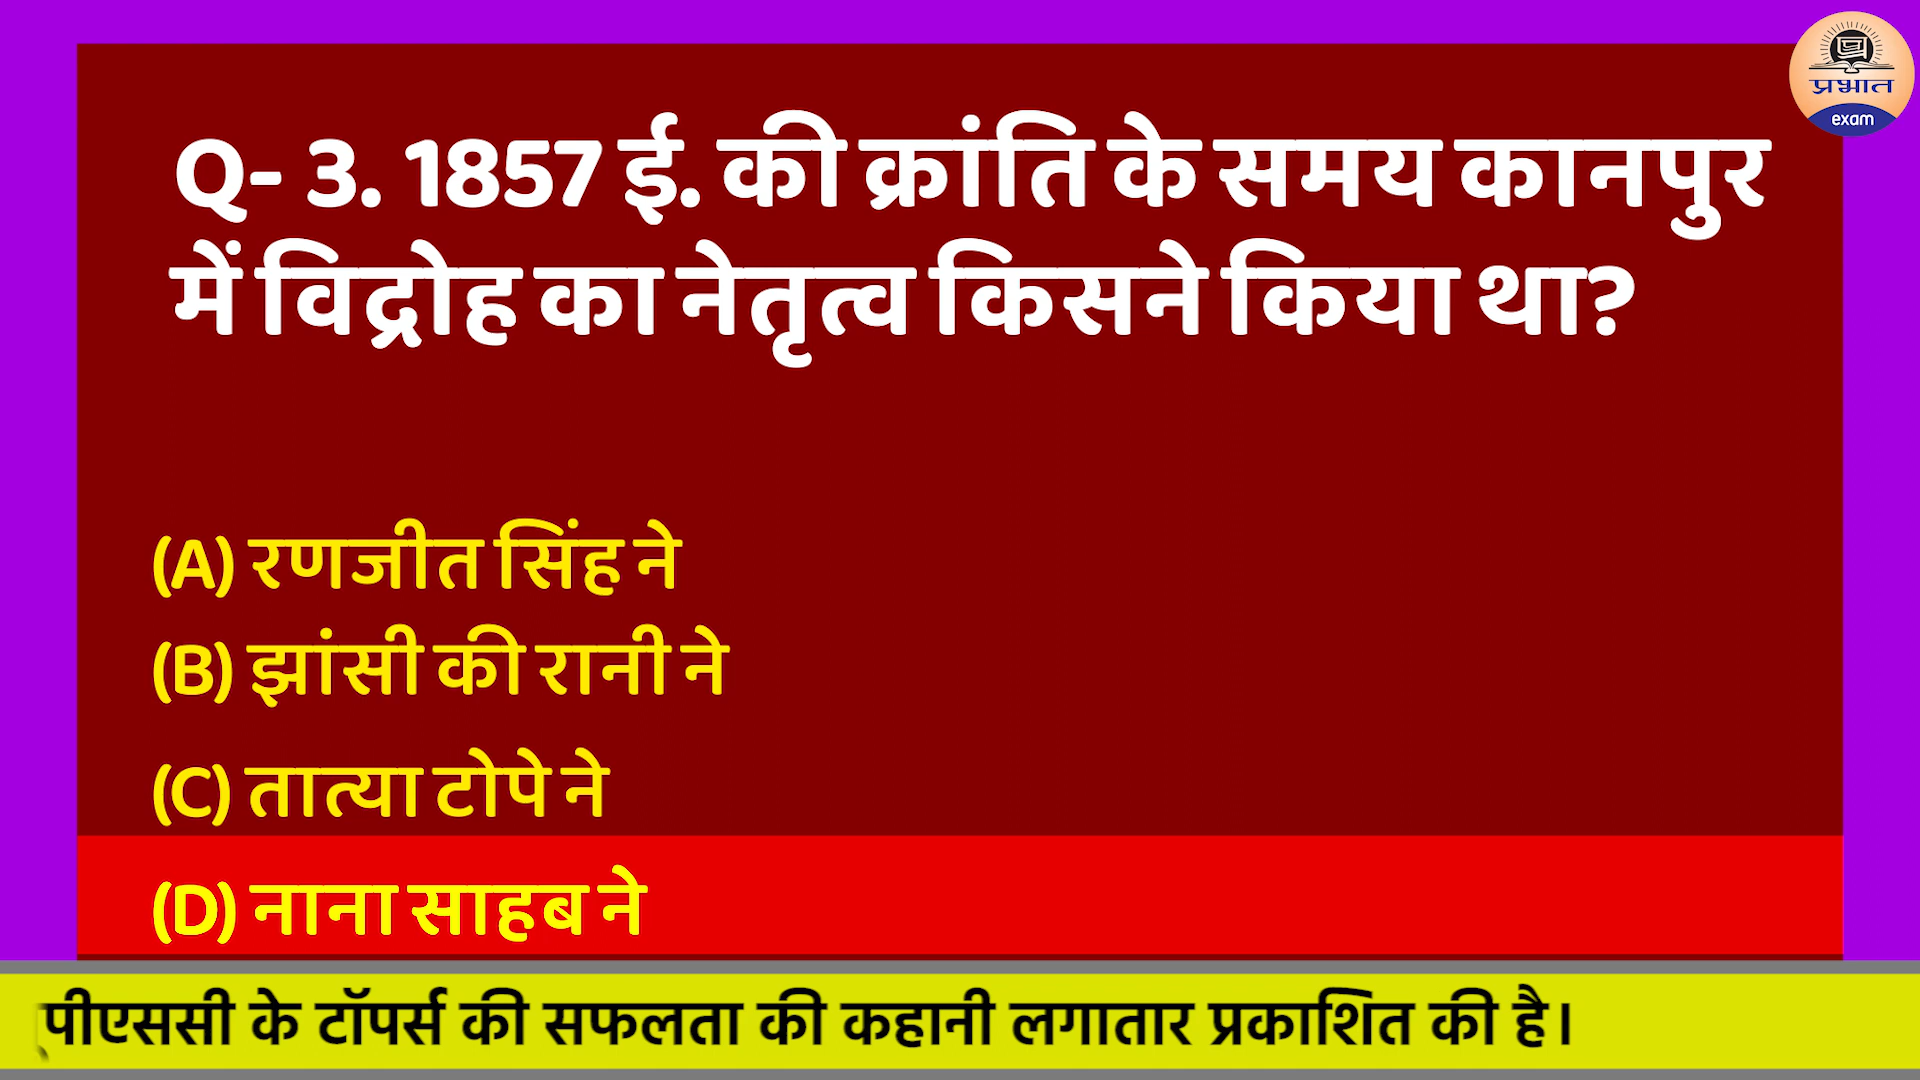 प्रभात
exam
Q- 3. 1857 ई. की क्रांति के समय कानपुर
में विद्रोह का नेतृत्व किसने किया था?
(A) रणजीत सिंह ने
(B) झांसी की रानी ने
(C) तात्या टोपे ने
(D) नाना साहब ने
पीएससी के टॉपर्स की सफलता की कहानी लगातार प्रकाशित की है।